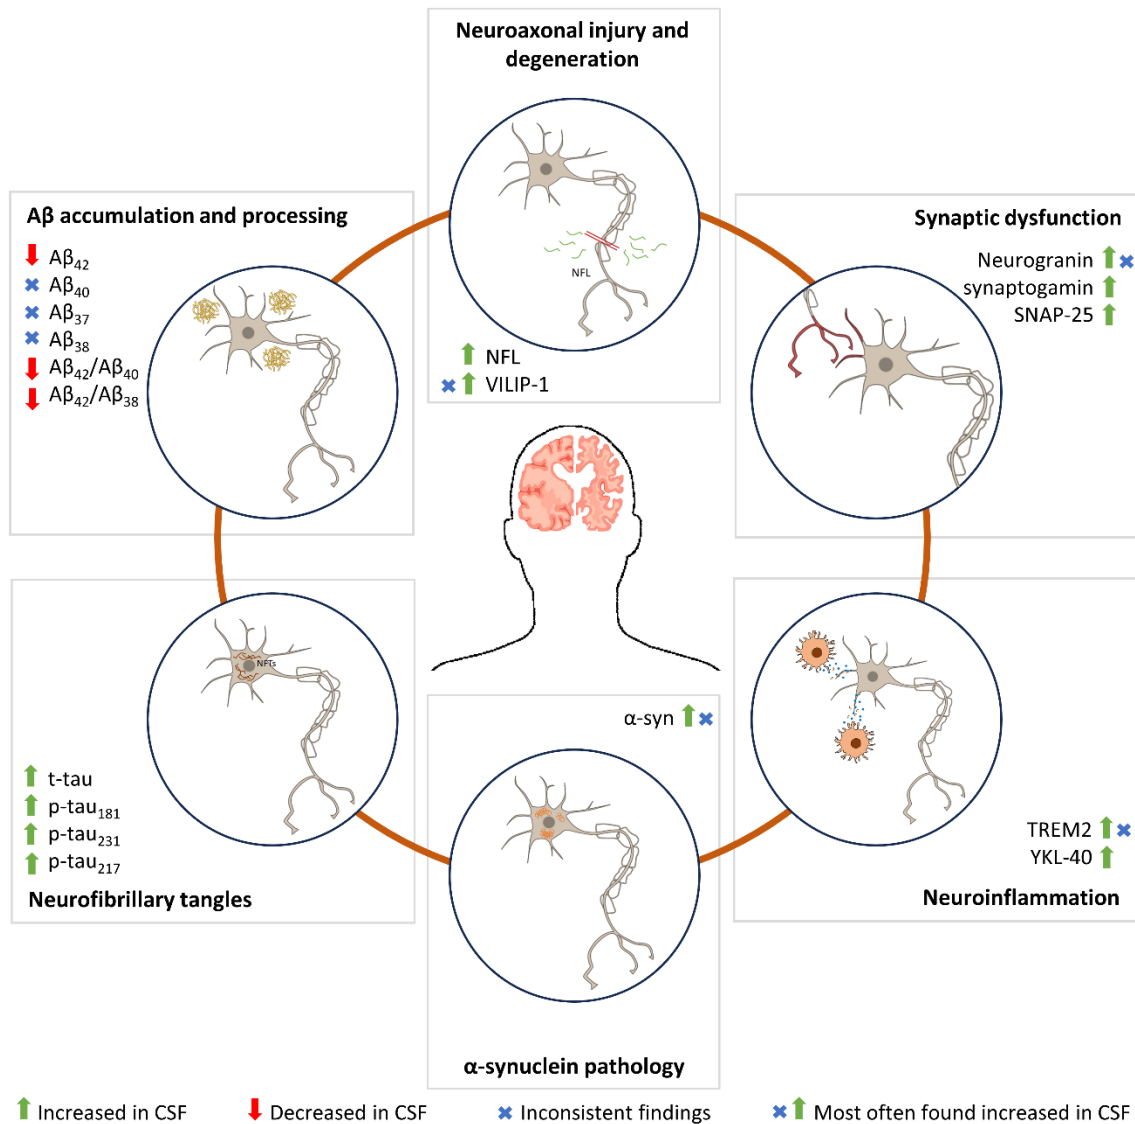 Neuroaxonal injury and
degeneration
NFL
NFL
VILIP-1
Aβ accumulation and processing
Aβ42
Aβ40
Aβ37
Aβ38
Aβ42/Aβ40
Aβ42/Aβ38
Synaptic dysfunction
Neurogranin
synaptogamin
SNAP-25
NFTs
t-tau
p-tau181
p-tau231
p-tau217
Neurofibrillary tangles
α-syn
α-synuclein pathology
TREM2
YKL-40
Neuroinflammation
Increased in CSF
Decreased in CSF
Inconsistent findings
Most often found increased in CSF